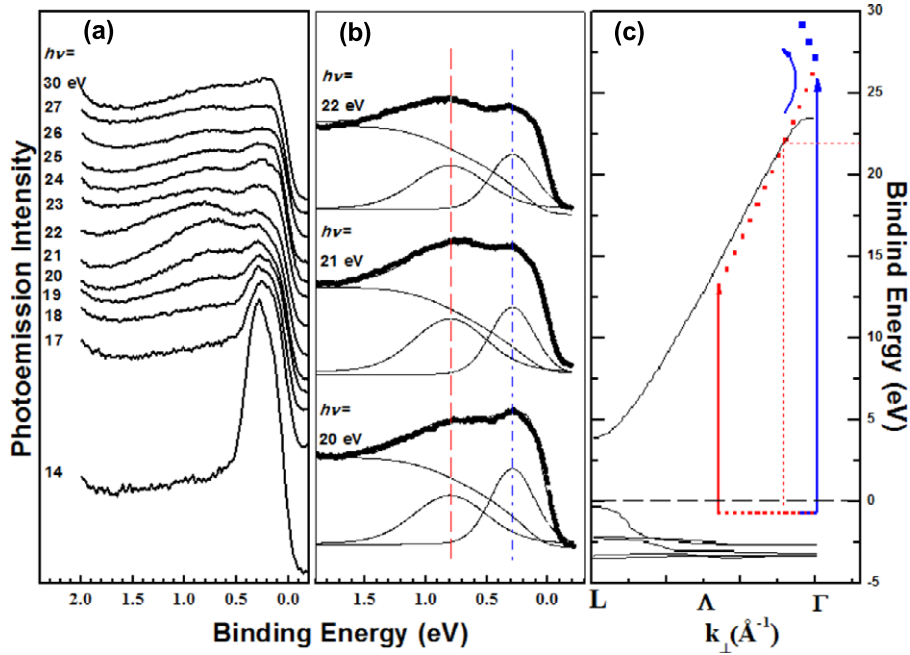 (a)
hν=
30 eV
27
26
25
24
23
22
21
20
19
18
17
14
Photoemission Intensity
2.0 1.5 1.0 0.5 0.0
(b)
hν=
22 eV
hν=
21 eV
hν=
20 eV
1.5 1.0 0.5 0.0
Binding Energy (eV)
(c)
30
25
20
15
10
5
0
-5
Bindind Energy (eV)
L Λ Γ
k⊥(Å⁻¹)